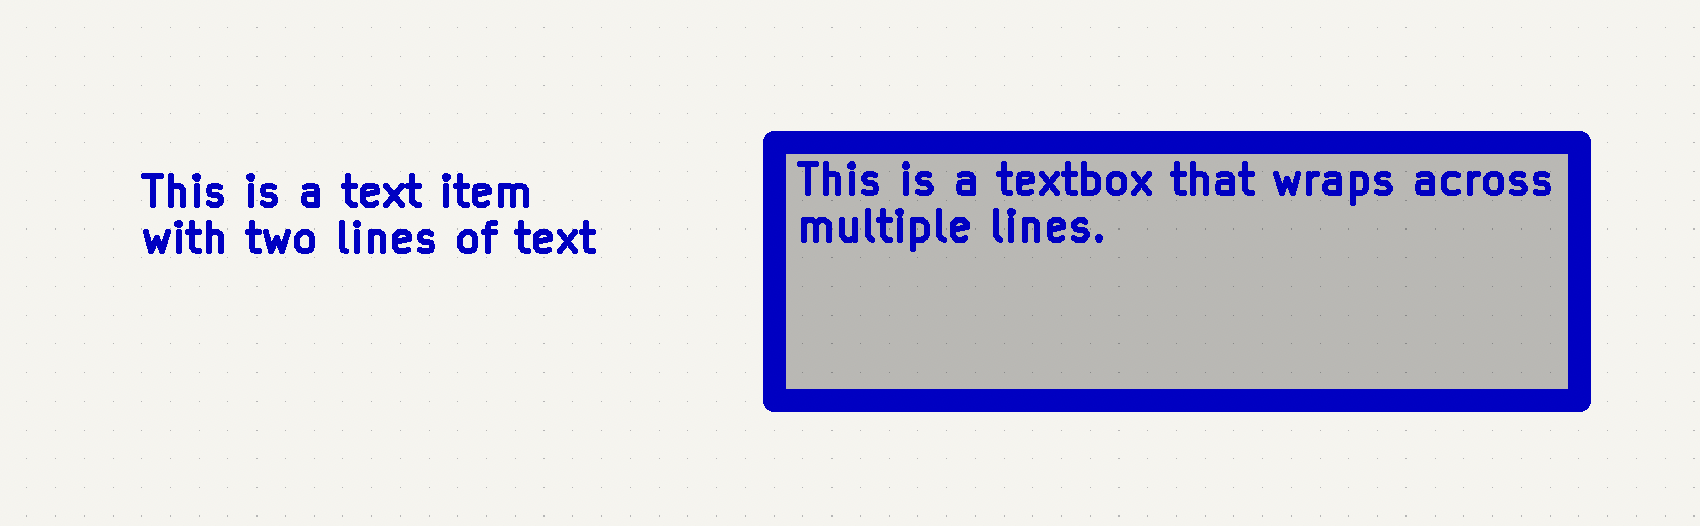 This is a text item
with two lines of text
This is a textbox that wraps across
multiple lines.